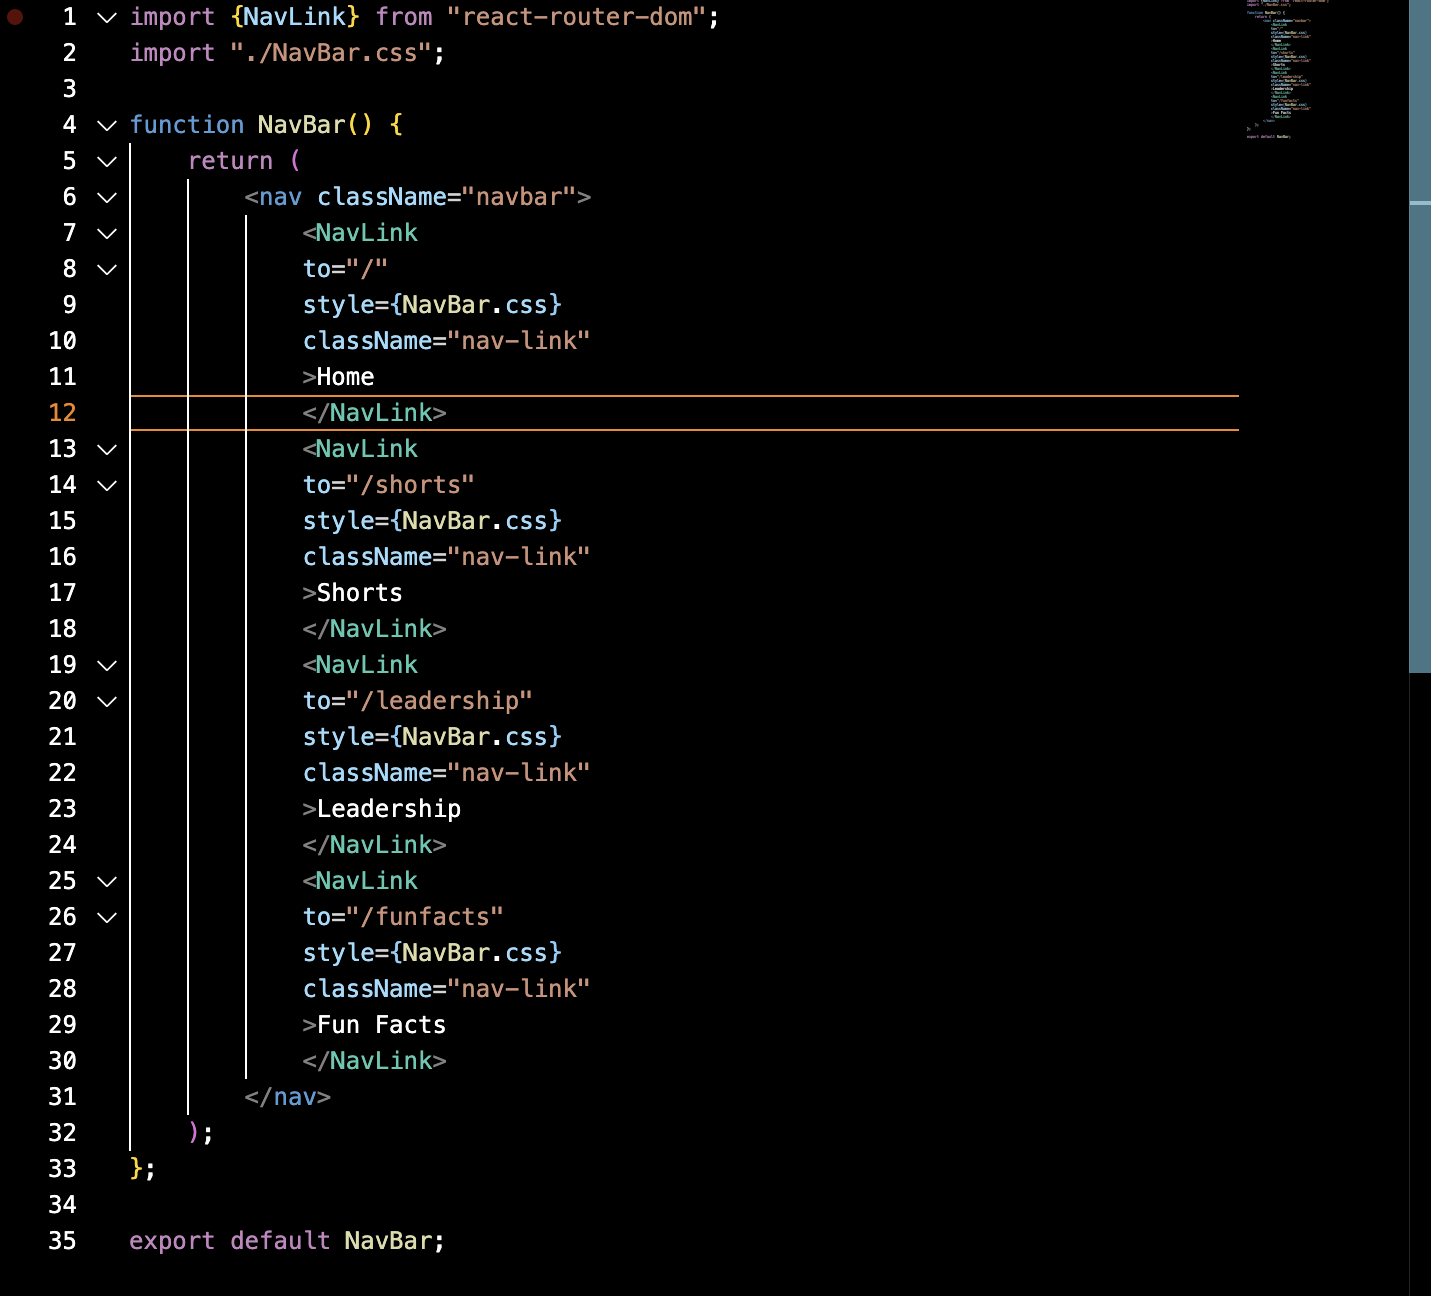 1 import {NavLink} from "react-router-dom";
2 import "./NavBar.css";
3
4 function NavBar() {
5 return (
6 <nav className="navbar">
7 <NavLink
8 to="/"
9 style={NavBar.css}
10 className="nav-link"
11 >Home
12 </NavLink>
13 <NavLink
14 to="/shorts"
15 style={NavBar.css}
16 className="nav-link"
17 >Shorts
18 </NavLink>
19 <NavLink
20 to="/leadership"
21 style={NavBar.css}
22 className="nav-link"
23 >Leadership
24 </NavLink>
25 <NavLink
26 to="/funfacts"
27 style={NavBar.css}
28 className="nav-link"
29 >Fun Facts
30 </NavLink>
31 </nav>
32 );
33 };
34
35 export default NavBar;